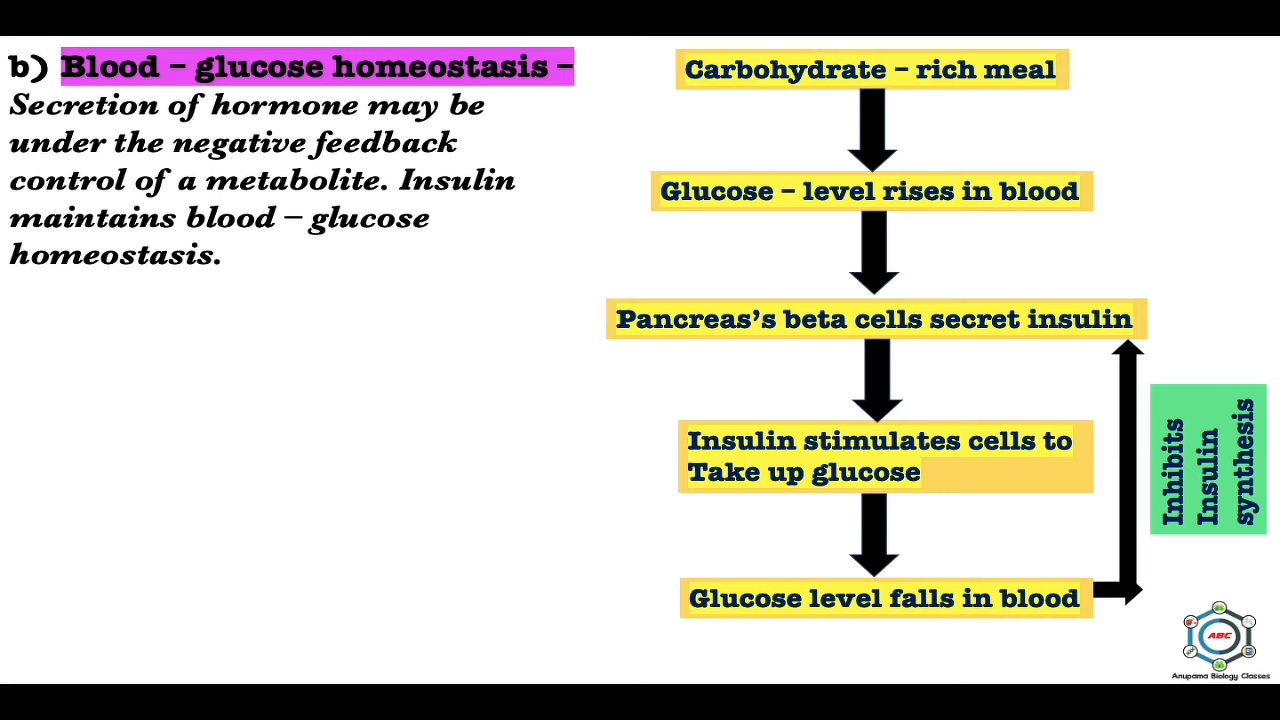 b) Blood – glucose homeostasis –
Secretion of hormone may be
under the negative feedback
control of a metabolite. Insulin
maintains blood – glucose
homeostasis.
Carbohydrate – rich meal
Glucose – level rises in blood
Pancreas's beta cells secret insulin
Insulin stimulates cells to
Take up glucose
Glucose level falls in blood
Inhibits
Insulin
synthesis
ABC
Anupama Biology Classes